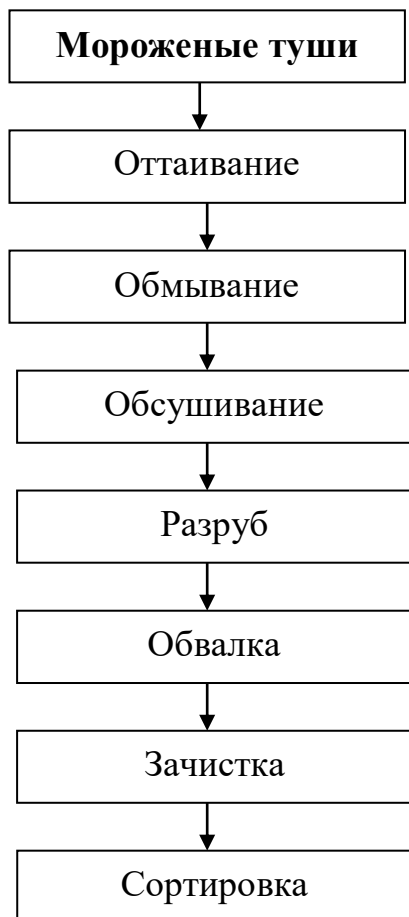 Мороженые туши
Оттаивание
Обмывание
Обсушивание
Разруб
Обвалка
Зачистка
Сортировка